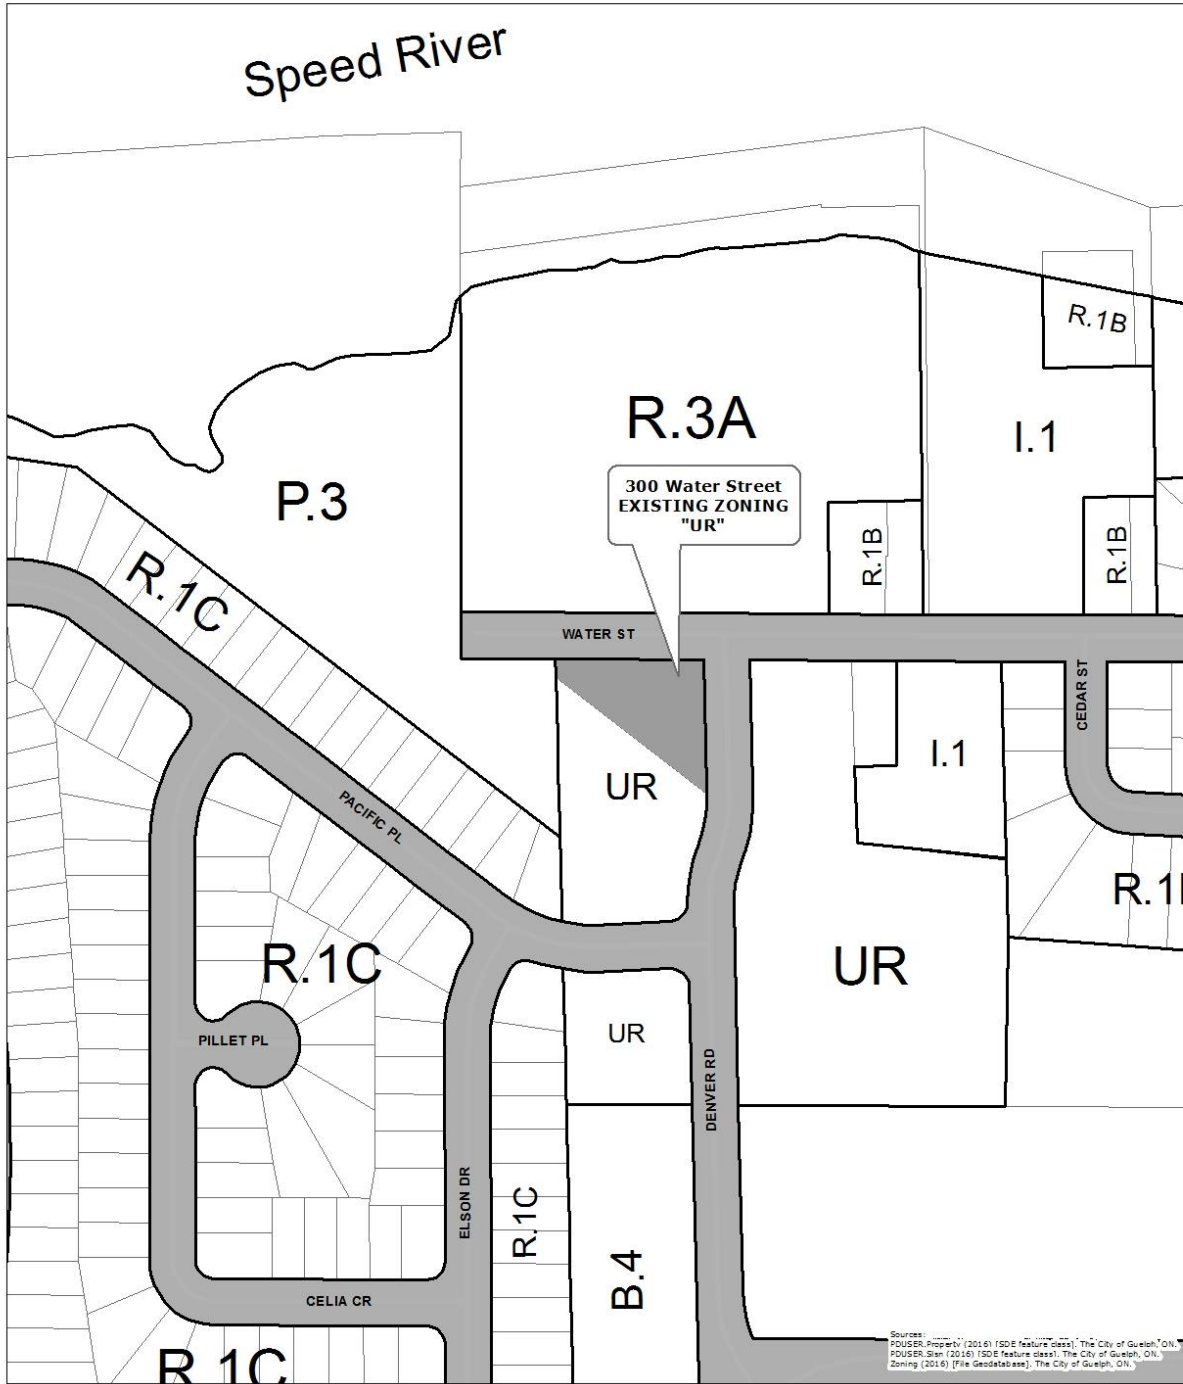 Speed River
R.1B
R.3A
I.1
P.3
300 Water Street
EXISTING ZONING
"UR"
R.1B
R.1B
R.1C
WATER ST
CEDAR ST
I.1
UR
PACIFIC PL
R.1
R.1C
UR
UR
PILLET PL
DENVER RD
ELSON DR
R.1C
B.4
CELIA CR
R.1C
Sources:
PDUSER.Property (2016) [SDE feature class]. The City of Guelph, ON.
PDUSER.Sign (2016) [SDE feature class]. The City of Guelph, ON.
Zoning (2016) [File Geodatabase]. The City of Guelph, ON.